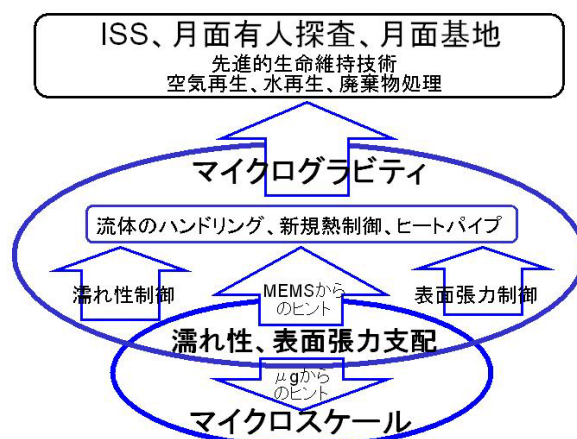 ISS、月面有人探査、月面基地
先進的生命維持技術
空気再生、水再生、廃棄物処理
マイクログラビティ
流体のハンドリング、新規熱制御、ヒートパイプ
濡れ性制御
MEMSから
のヒント
表面張力制御
濡れ性、表面張力支配
μgから
のヒント
マイクロスケール